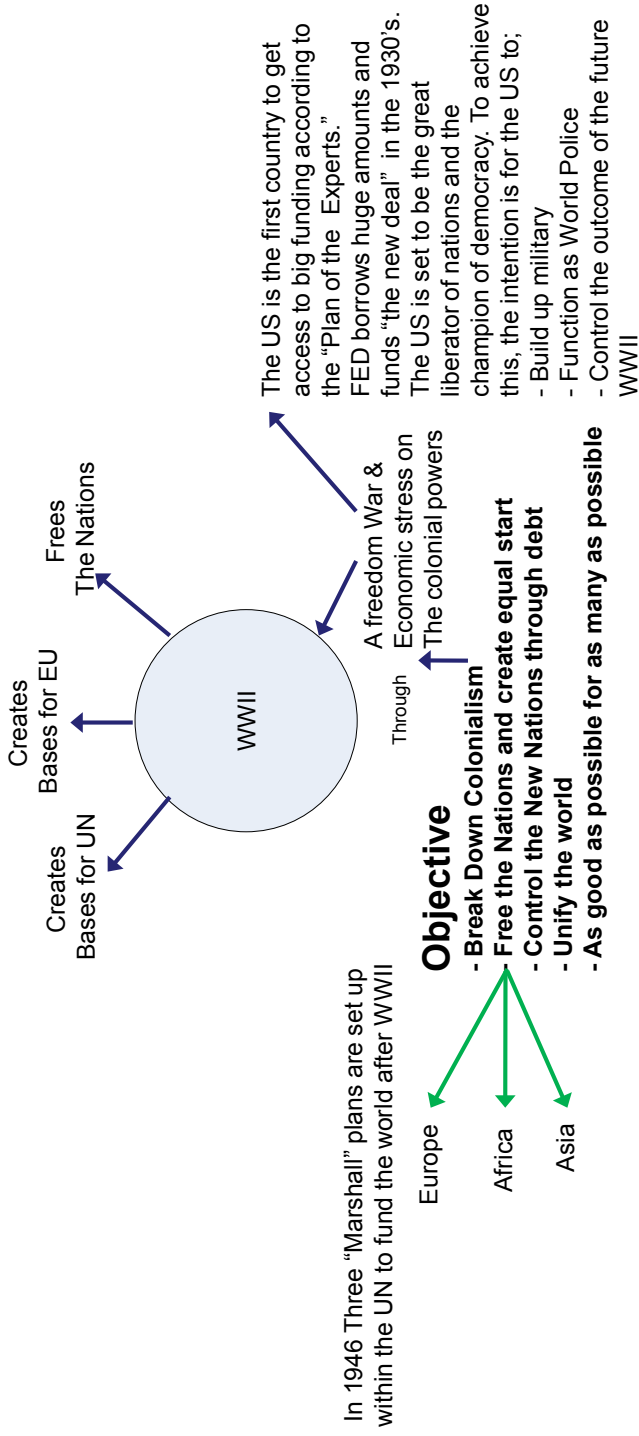 Creates
Bases for UN
Creates
Bases for EU
Frees
The Nations
WWII
In 1946 Three “Marshall” plans are set up
within the UN to fund the world after WWII
Europe
Africa
Asia
Objective
- Break Down Colonialism
- Free the Nations and create equal start
- Control the New Nations through debt
- Unify the world
- As good as possible for as many as possible
Through
A freedom War &
Economic stress on
The colonial powers
The US is the first country to get
access to big funding according to
the “Plan of the Experts.”
FED borrows huge amounts and
funds “the new deal” in the 1930’s.
The US is set to be the great
liberator of nations and the
champion of democracy. To achieve
this, the intention is for the US to;
- Build up military
- Function as World Police
- Control the outcome of the future
WWII